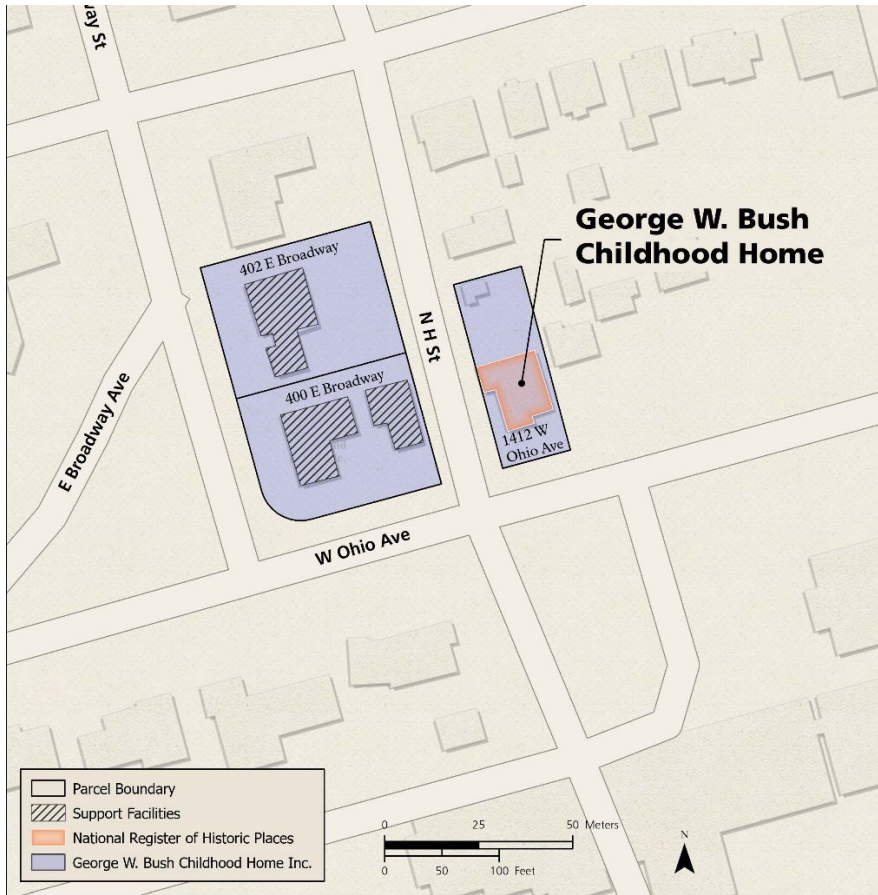 way St
George W. Bush
Childhood Home
402 E Broadway
N H St
400 E Broadway
E Broadway Ave
1412 W
Ohio Ave
W Ohio Ave
Parcel Boundary
Support Facilities
National Register of Historic Places
George W. Bush Childhood Home Inc.
0 25 50 Meters
0 50 100 Feet
N